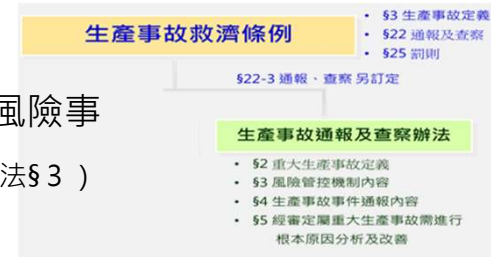 生產事故救濟條例
• §3 生產事故定義
• §22 通報及查察
• §25 罰則
§22-3 通報、查察 另訂定
風險事
法§3）
生產事故通報及查察辦法
• §2 重大生產事故定義
• §3 風險管控機制內容
• §4 生產事故事件通報內容
• §5 經審定屬重大生產事故需進行
根本原因分析及改善